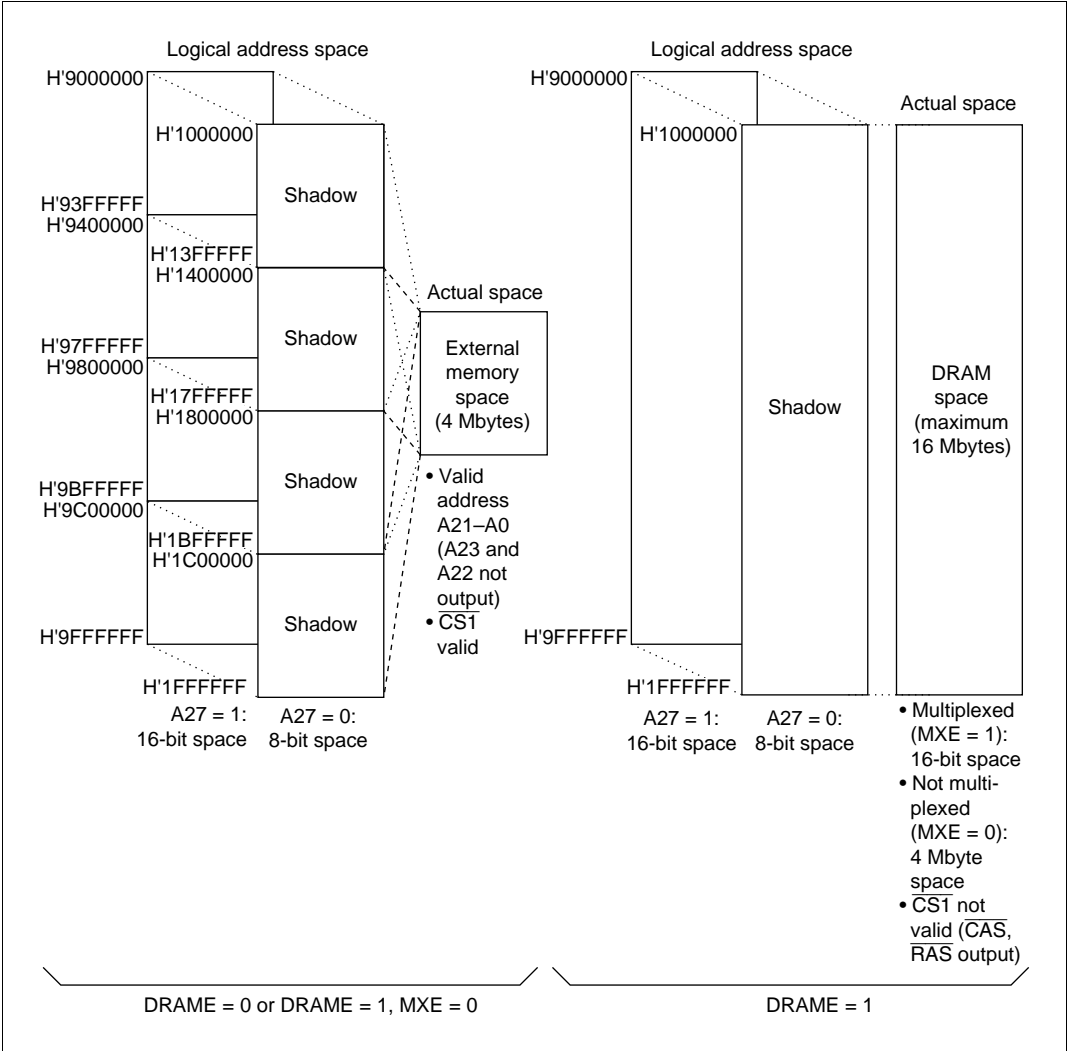 Logical address space
H'9000000
H'1000000
Shadow
H'93FFFFF
H'9400000
H'13FFFFF
H'1400000
Shadow
H'97FFFFF
H'9800000
H'17FFFFF
H'1800000
Shadow
H'9BFFFFF
H'9C00000
H'1BFFFFF
H'1C00000
Shadow
H'9FFFFFF
H'1FFFFFF
A27 = 1:
16-bit space
A27 = 0:
8-bit space
Actual space
External
memory
space
(4 Mbytes)
• Valid
address
A21–A0
(A23 and
A22 not
output)
• C̅S̅1̅
valid
DRAME = 0 or DRAME = 1, MXE = 0
Logical address space
H'9000000
H'1000000
Shadow
H'9FFFFFF
H'1FFFFFF
A27 = 1:
16-bit space
A27 = 0:
8-bit space
Actual space
DRAM
space
(maximum
16 Mbytes)
• Multiplexed
(MXE = 1):
16-bit space
• Not multi-
plexed
(MXE = 0):
4 Mbyte
space
• C̅S̅1̅ not
valid (C̅A̅S̅,
R̅A̅S̅ output)
DRAME = 1